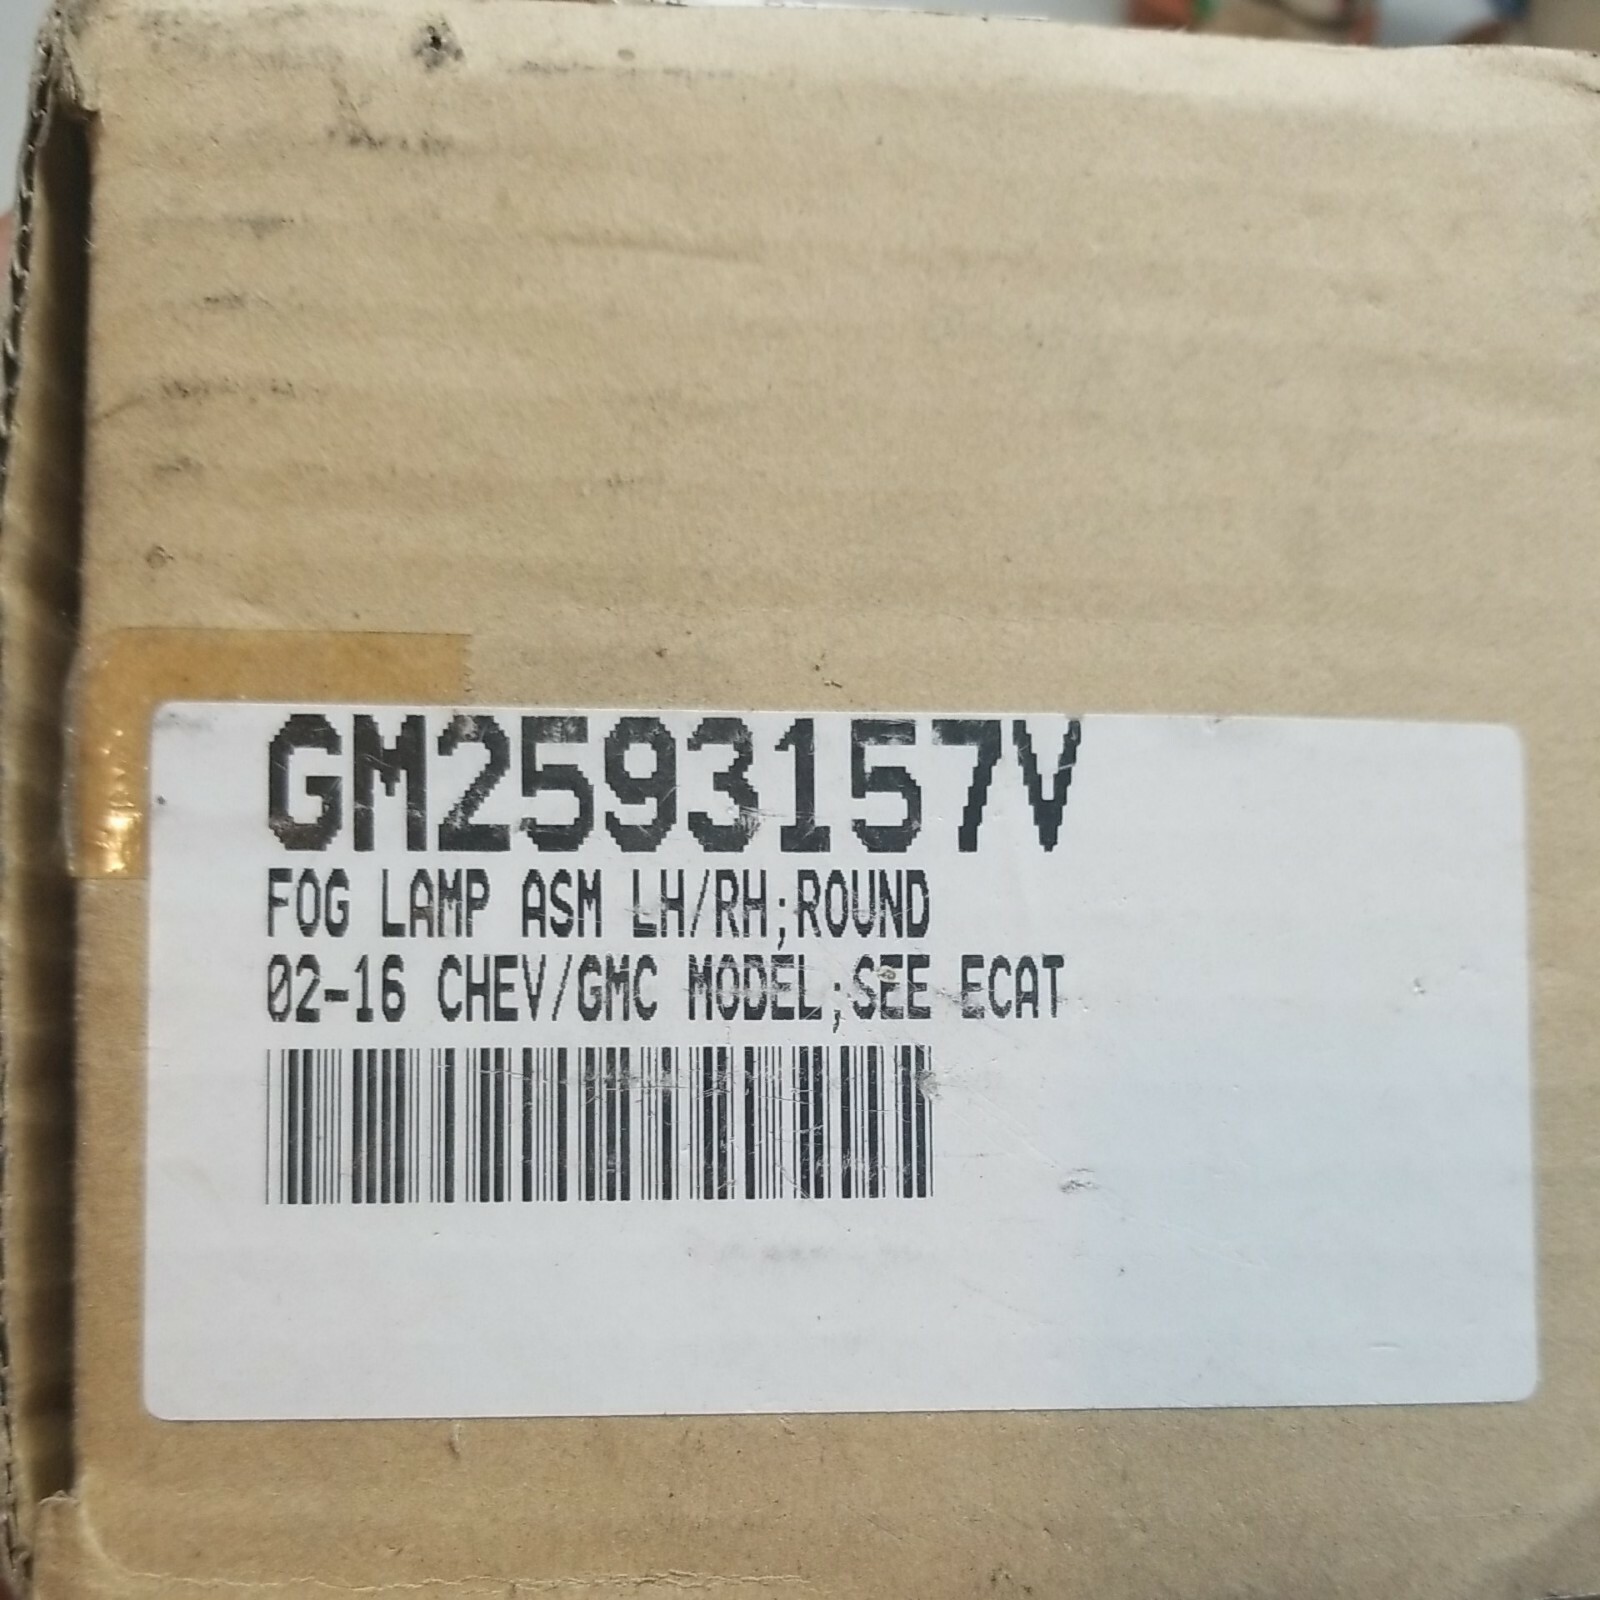 GM2593157V
FOG LAMP ASM LH/RH;ROUND
02-16 CHEV/GMC MODEL;SEE ECAT